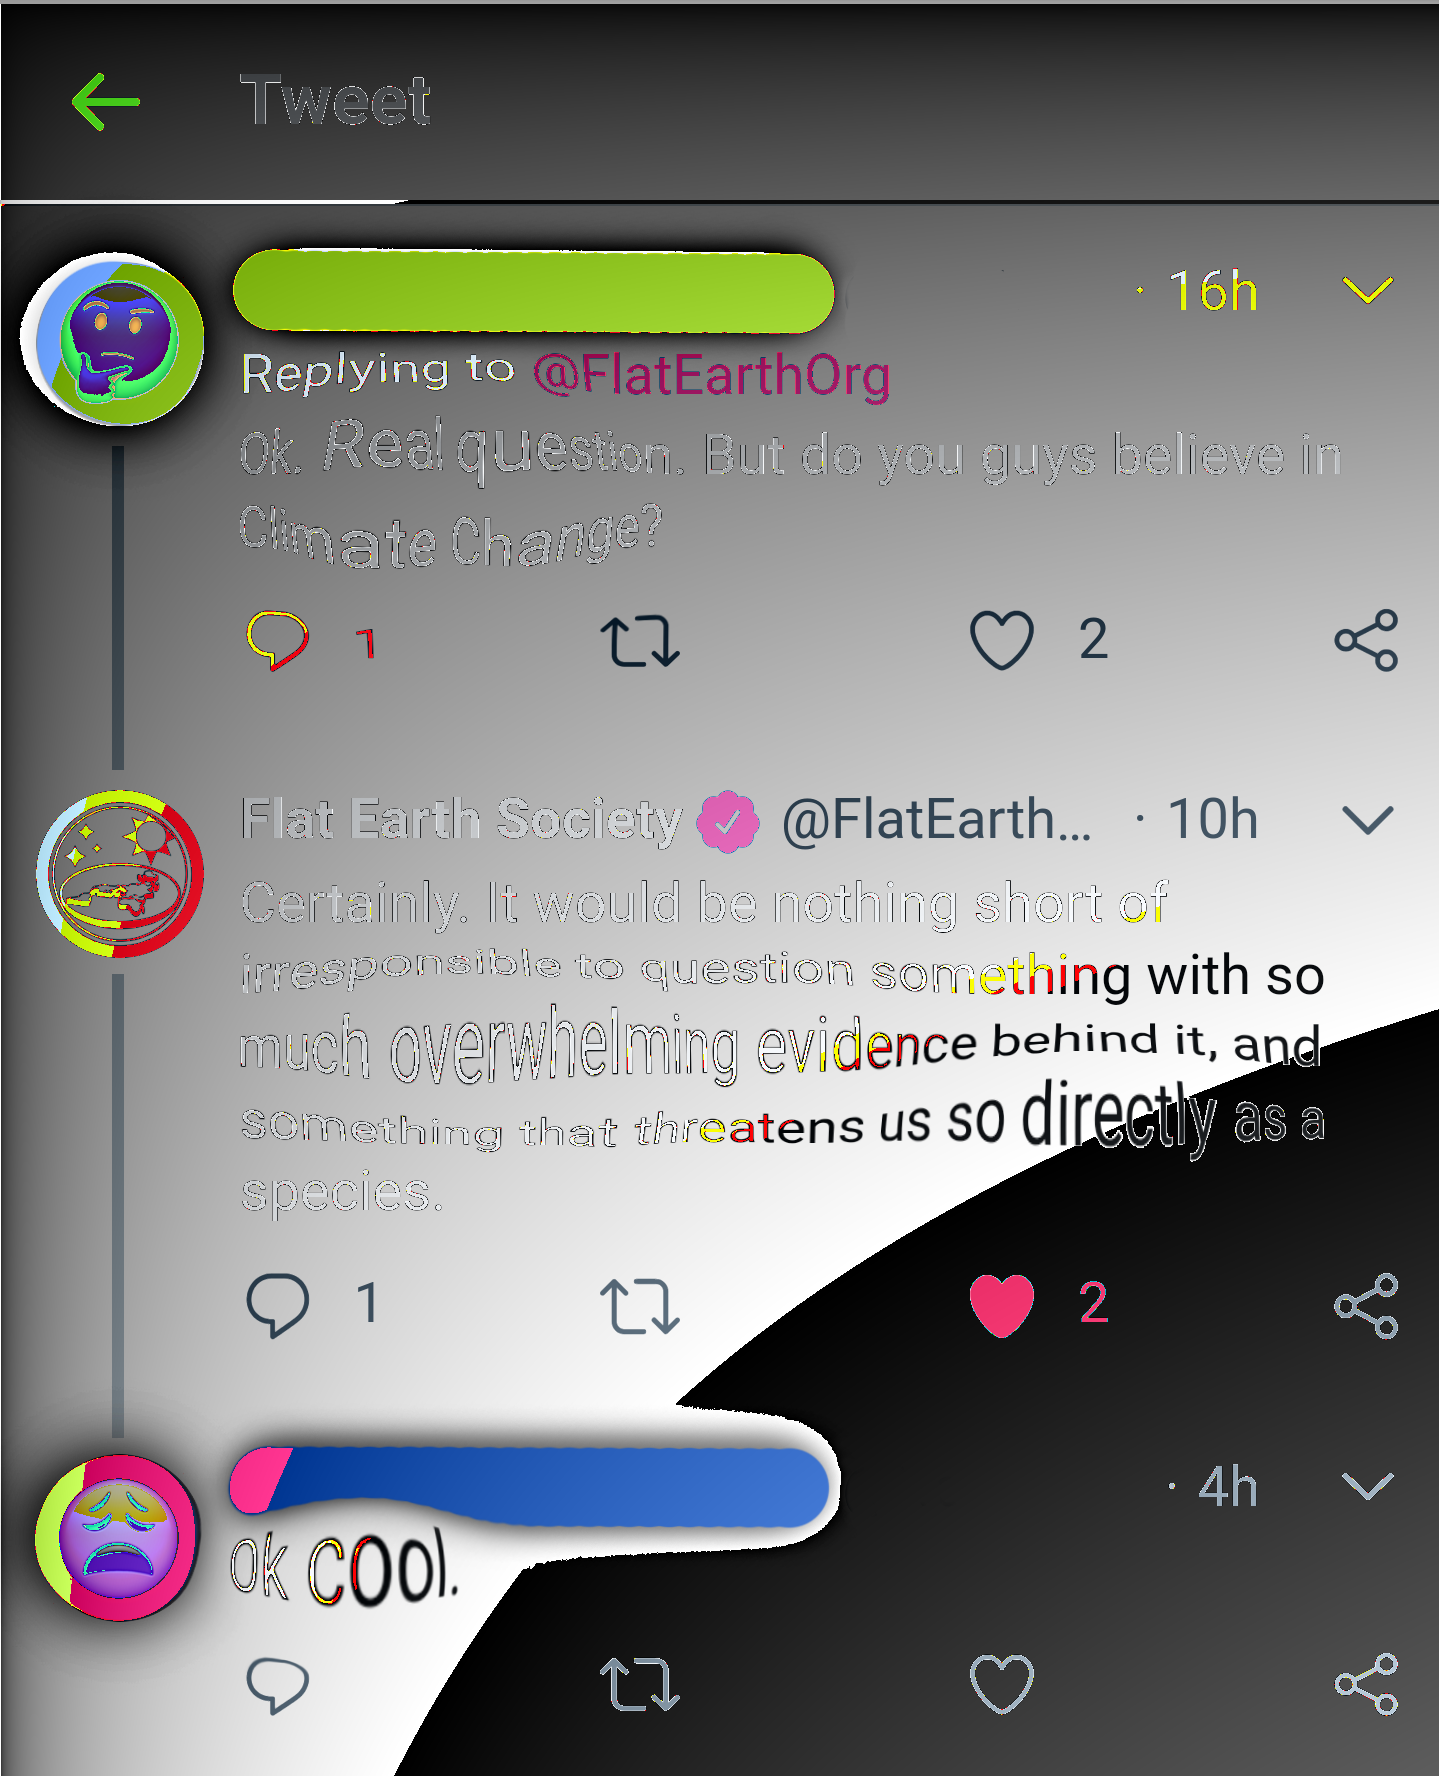 Tweet
· 16h
Replying to @FlatEarthOrg
Ok. Real question. But do you guys believe in
Climate Change?
1 2
Flat Earth Society @FlatEarth... · 10h
Certainly. It would be nothing short of
irresponsible to question something with so
much overwhelming evidence behind it, and
something that threatens us so directly as a
species.
1 2
· 4h
Ok cool.